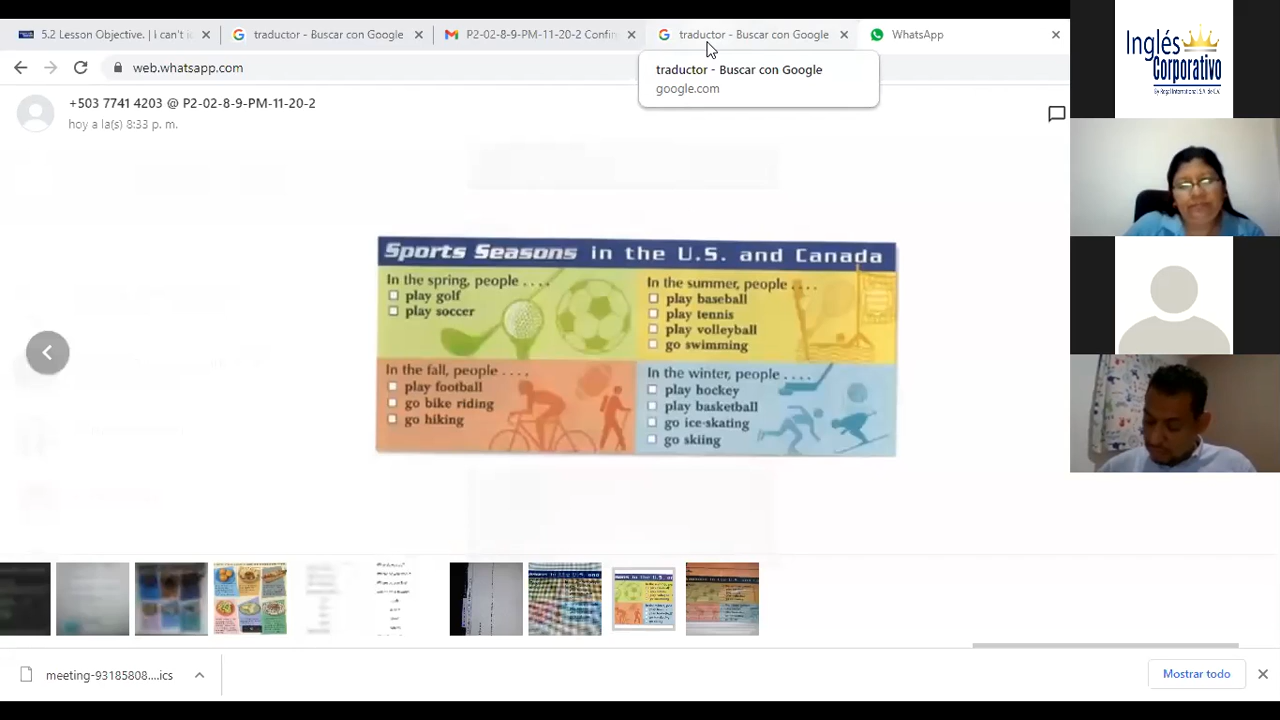 5.2 Lesson Objective. | I can't i
traductor - Buscar con Google
P2-02-8-9-PM-11-20-2 Confir
traductor - Buscar con Google
WhatsApp
web.whatsapp.com
traductor - Buscar con Google
google.com
+503 7741 4203 @ P2-02-8-9-PM-11-20-2
hoy a la(s) 8:33 p. m.
Sports Seasons in the U.S. and Canada
In the spring, people . . . .
play golf
play soccer
In the summer, people . . . .
play baseball
play tennis
play volleyball
go swimming
In the fall, people . . . .
play football
go bike riding
go hiking
In the winter, people . . . .
play hockey
play basketball
go ice-skating
go skiing
meeting-93185808....ics
Mostrar todo
Inglés
Corporativo